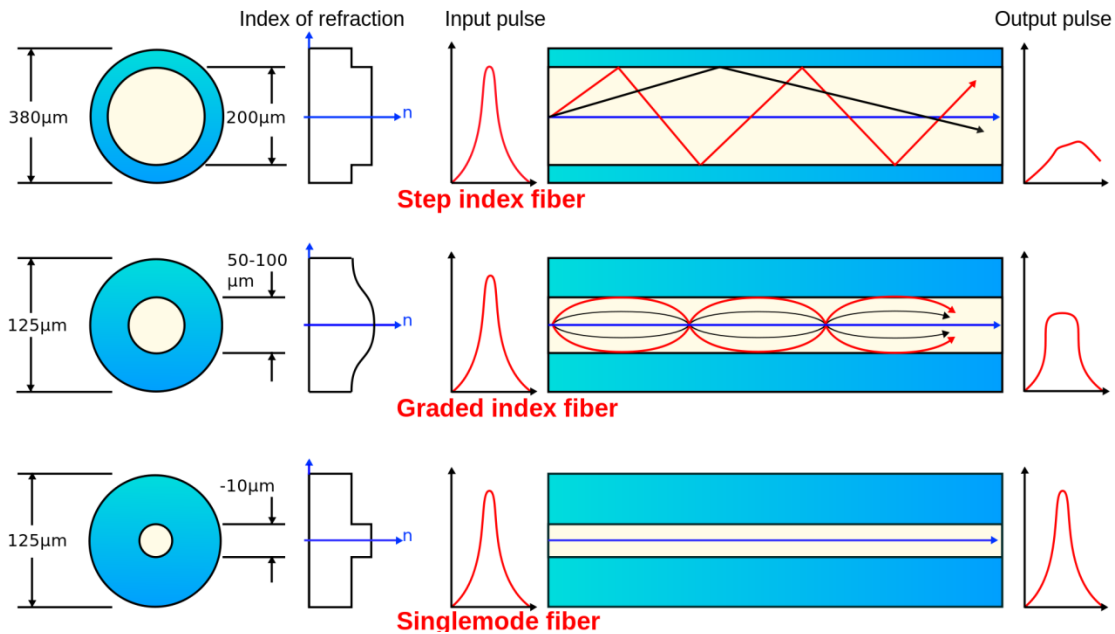 Index of refraction
Input pulse
Output pulse
380μm
200μm
n
Step index fiber
50-100
μm
125μm
n
Graded index fiber
-10μm
125μm
n
Singlemode fiber